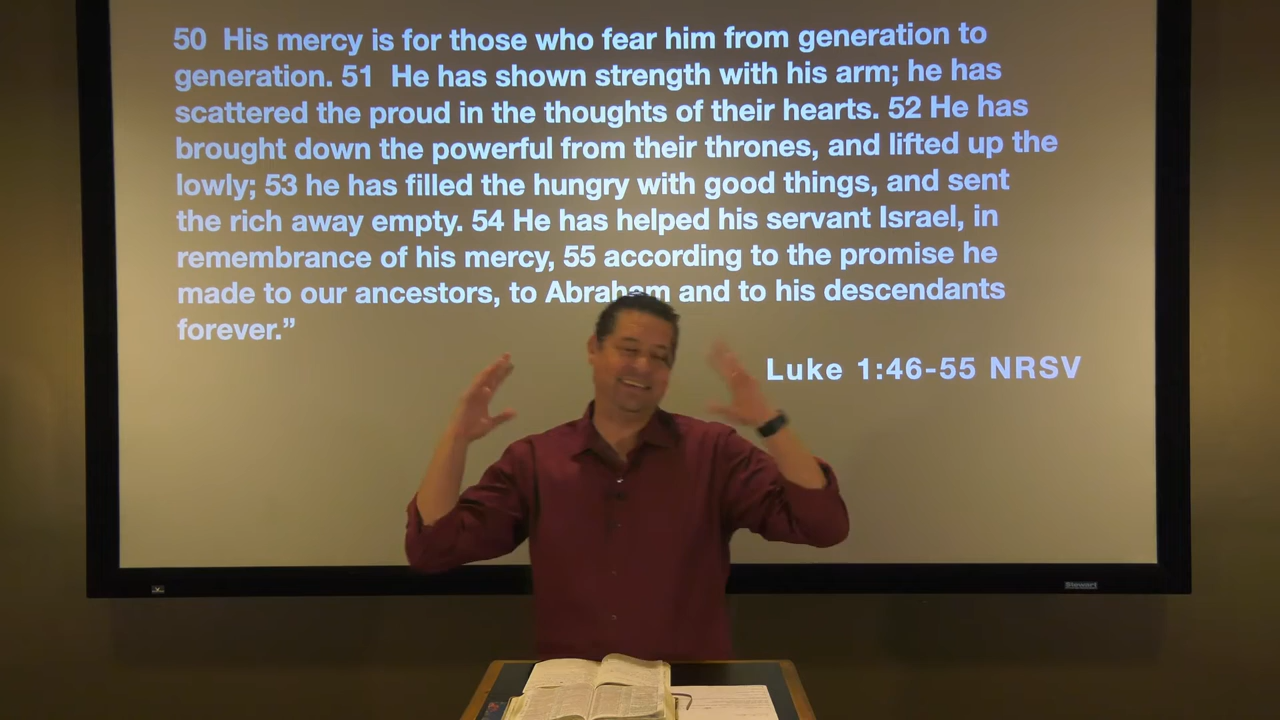 50 His mercy is for those who fear him from generation to
generation. 51 He has shown strength with his arm; he has
scattered the proud in the thoughts of their hearts. 52 He has
brought down the powerful from their thrones, and lifted up the
lowly; 53 he has filled the hungry with good things, and sent
the rich away empty. 54 He has helped his servant Israel, in
remembrance of his mercy, 55 according to the promise he
made to our ancestors, to Abraham and to his descendants
forever.”
Luke 1:46-55 NRSV
Stewart